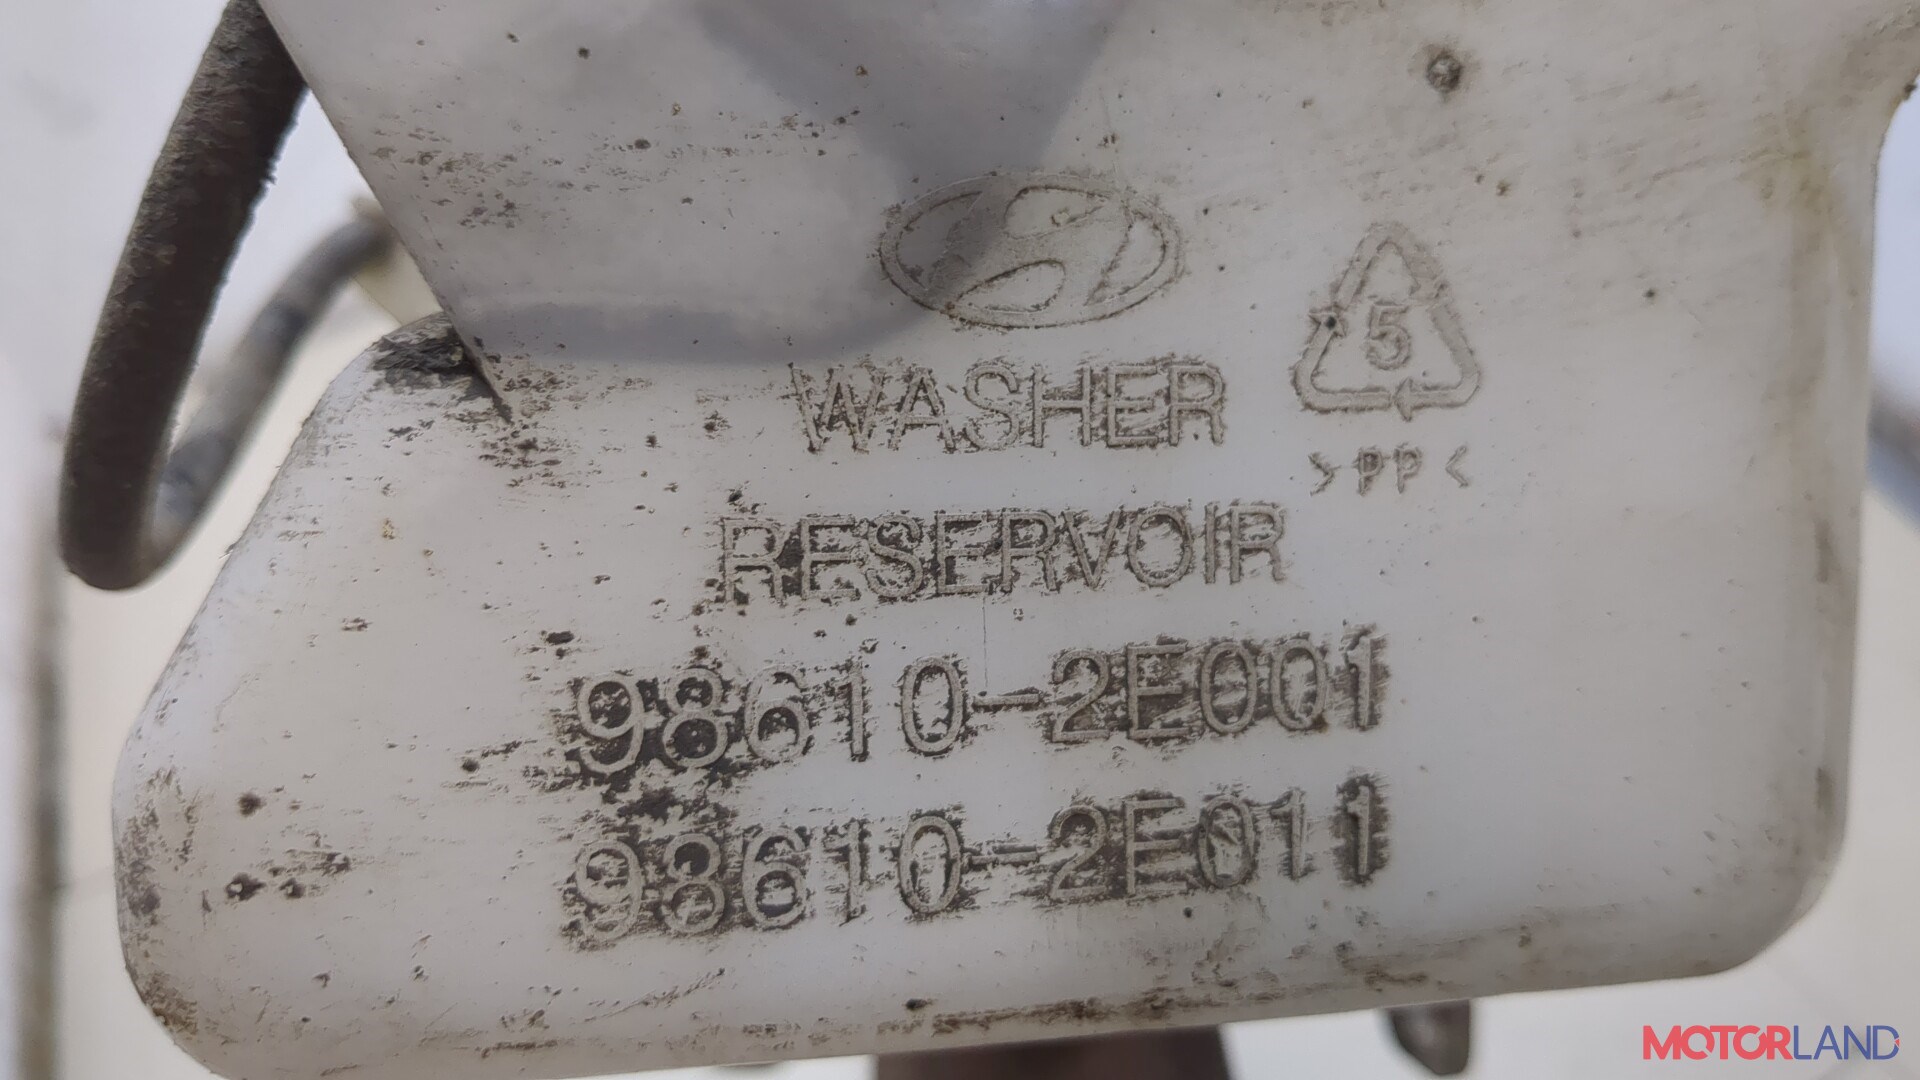 WASHER
5
>PP<
RESERVOIR
98610-2E001
98610-2E011
MOTORLAND